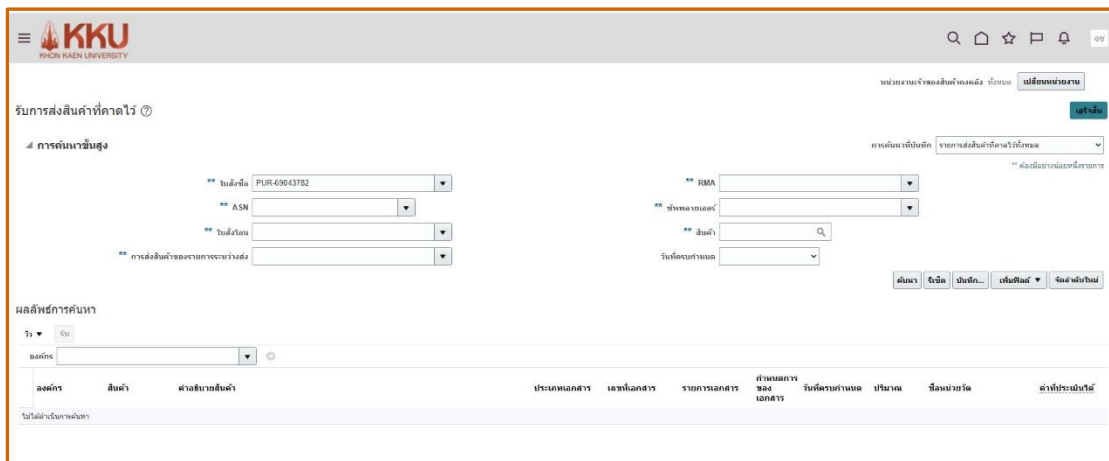 KKU
KHON KAEN UNIVERSITY
จช
หน่วยงานเจ้าของสินค้าคงคลัง ทั้งหมด เปลี่ยนหน่วยงาน
รับการส่งสินค้าที่คาดไว้
เสร็จสิ้น
การค้นหาขั้นสูง
การค้นหาที่บันทึก รายการส่งสินค้าที่คาดไว้ทั้งหมด
** ต้องมีอย่างน้อยหนึ่งรายการ
** ใบสั่งซื้อ PUR-69043782
** RMA
** ASN
** ซัพพลายเออร์
** ใบสั่งโอน
** สินค้า
** การส่งสินค้าของรายการระหว่างส่ง
วันที่ครบกำหนด
ค้นหา รีเซ็ต บันทึก... เพิ่มฟิลด์ จัดลำดับใหม่
ผลลัพธ์การค้นหา
วิว รับ
องค์กร
องค์กร สินค้า คำอธิบายสินค้า ประเภทเอกสาร เลขที่เอกสาร รายการเอกสาร กำหนดการของเอกสาร วันที่ครบกำหนด ปริมาณ ชื่อหน่วยวัด ค่าที่ประเมินได้
ไม่ได้ดำเนินการค้นหา